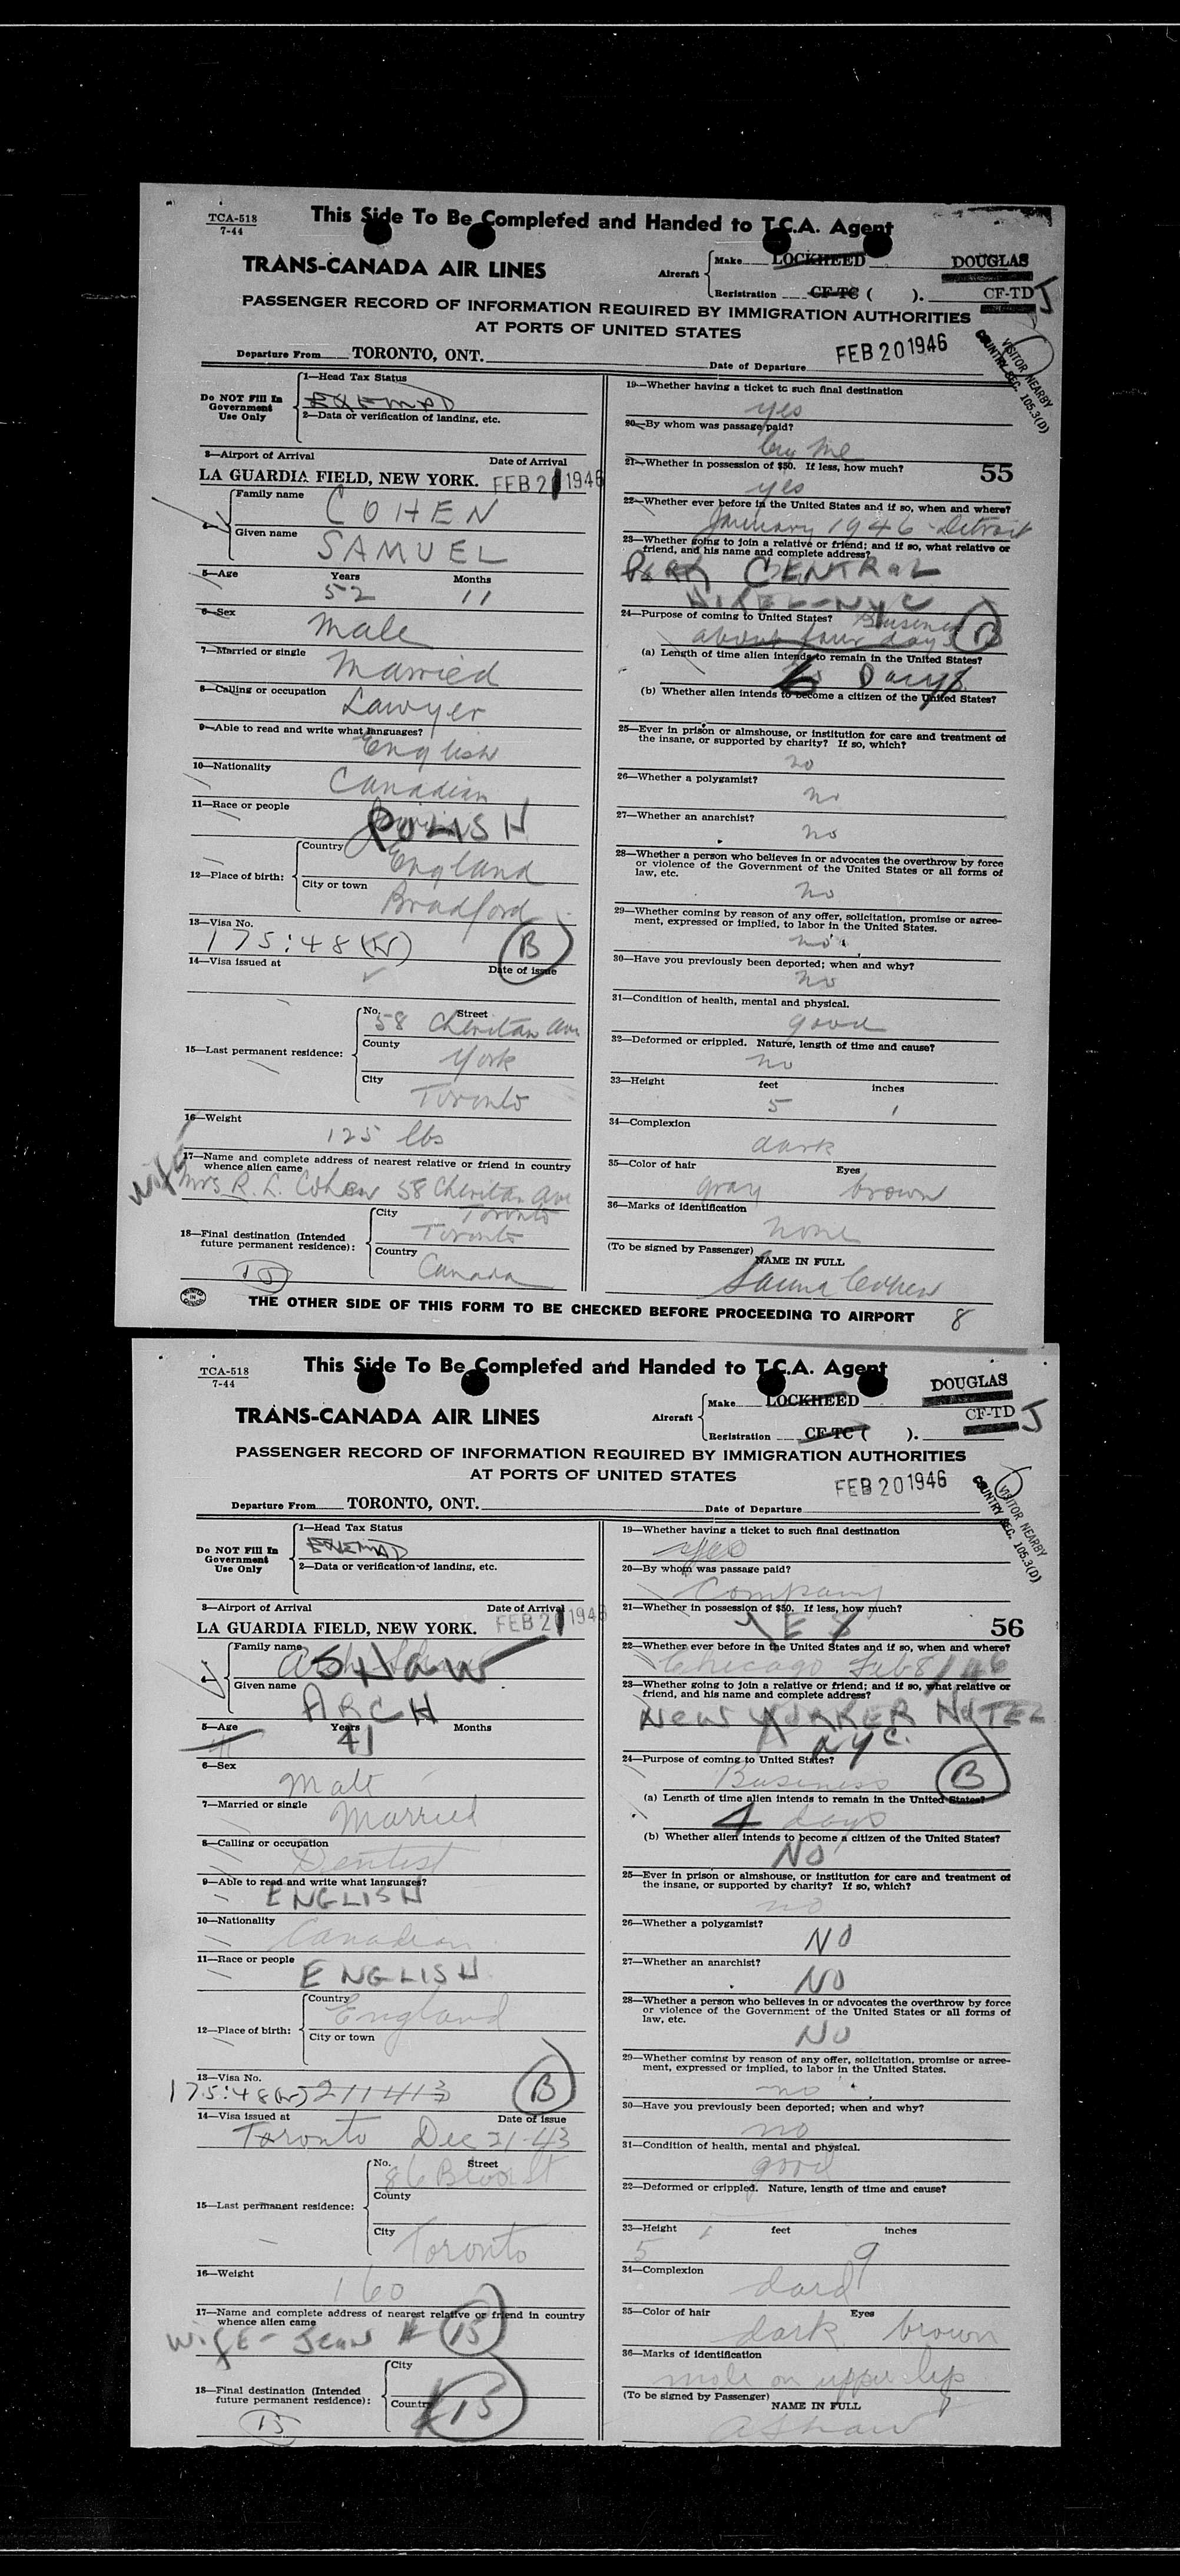 TCA-518
7-44
This Side To Be Completed and Handed to T.C.A. Agent
TRANS-CANADA AIR LINES
Aircraft
Make LOCKHEED DOUGLAS
Registration CF-TC ( ). CF-TD J
PASSENGER RECORD OF INFORMATION REQUIRED BY IMMIGRATION AUTHORITIES
AT PORTS OF UNITED STATES
Departure From TORONTO, ONT. Date of Departure FEB 20 1946
VISITOR NEARBY
COUNTRY SEC. 105.3(D)
Do NOT Fill In
Government
Use Only
1—Head Tax Status
2—Data or verification of landing, etc.
3—Airport of Arrival Date of Arrival
LA GUARDIA FIELD, NEW YORK. FEB 21 1946
4—
Family name COHEN
Given name SAMUEL
5—Age Years Months
52 11
6—Sex
Male
7—Married or single
Married
8—Calling or occupation
Lawyer
9—Able to read and write what languages?
English
10—Nationality
Canadian
11—Race or people
POLISH
12—Place of birth:
Country
England
City or town
Bradford
13—Visa No.
175:48(W) B
14—Visa issued at Date of issue
15—Last permanent residence:
No. Street
58 Cheritan Ave
County
York
City
Toronto
16—Weight
125 lbs
17—Name and complete address of nearest relative or friend in country
whence alien came
wife
Mrs R. L. Cohen 58 Cheritan Ave
Toronto
18—Final destination (Intended
future permanent residence):
City
Toronto
Country
Canada
15
19—Whether having a ticket to such final destination
yes
20—By whom was passage paid?
by me
21—Whether in possession of $50. If less, how much?
yes
55
22—Whether ever before in the United States and if so, when and where?
January 1946 - Detroit
23—Whether going to join a relative or friend; and if so, what relative or
friend, and his name and complete address?
Park CENTRAL
HOTEL-NYC
24—Purpose of coming to United States? Business
about four days B
(a) Length of time alien intends to remain in the United States?
6 Days
(b) Whether alien intends to become a citizen of the United States?
25—Ever in prison or almshouse, or institution for care and treatment of
the insane, or supported by charity? If so, which?
no
26—Whether a polygamist?
no
27—Whether an anarchist?
no
28—Whether a person who believes in or advocates the overthrow by force
or violence of the Government of the United States or all forms of
law, etc.
no
29—Whether coming by reason of any offer, solicitation, promise or agree-
ment, expressed or implied, to labor in the United States.
no
30—Have you previously been deported; when and why?
no
31—Condition of health, mental and physical.
good
32—Deformed or crippled. Nature, length of time and cause?
no
33—Height feet inches
5 1
34—Complexion
dark
35—Color of hair Eyes
gray brown
36—Marks of identification
none
(To be signed by Passenger)
NAME IN FULL
Cohen
PRINTED IN CANADA
THE OTHER SIDE OF THIS FORM TO BE CHECKED BEFORE PROCEEDING TO AIRPORT 8
TCA-518
7-44
This Side To Be Completed and Handed to T.C.A. Agent
TRANS-CANADA AIR LINES
Aircraft
Make LOCKHEED DOUGLAS
Registration CF-TC ( ). CF-TD J
PASSENGER RECORD OF INFORMATION REQUIRED BY IMMIGRATION AUTHORITIES
AT PORTS OF UNITED STATES
Departure From TORONTO, ONT. Date of Departure FEB 20 1946
VISITOR NEARBY
COUNTRY SEC. 105.3(D)
Do NOT Fill In
Government
Use Only
1—Head Tax Status
2—Data or verification of landing, etc.
3—Airport of Arrival Date of Arrival
LA GUARDIA FIELD, NEW YORK. FEB 21 1946
4—
Family name SHAW
Given name ARCH
5—Age Years Months
41
6—Sex
Male
7—Married or single
Married
8—Calling or occupation
Dentist
9—Able to read and write what languages?
ENGLISH
10—Nationality
Canadian
11—Race or people
ENGLISH
12—Place of birth:
Country
England
City or town
13—Visa No.
175:48(W) 211413 B
14—Visa issued at Date of issue
Toronto Dec 21-43
15—Last permanent residence:
No. Street
86 Bloor St
County
City
Toronto
16—Weight
160
17—Name and complete address of nearest relative or friend in country
whence alien came
WIFE - Jean 15
18—Final destination (Intended
future permanent residence):
City
Country
15
15
19—Whether having a ticket to such final destination
yes
20—By whom was passage paid?
Company
21—Whether in possession of $50. If less, how much?
YES
56
22—Whether ever before in the United States and if so, when and where?
Chicago Feb 8/46
23—Whether going to join a relative or friend; and if so, what relative or
friend, and his name and complete address?
NEW YORKER HOTEL
NYC.
24—Purpose of coming to United States?
Business B
(a) Length of time alien intends to remain in the United States?
4 days
(b) Whether alien intends to become a citizen of the United States?
NO
25—Ever in prison or almshouse, or institution for care and treatment of
the insane, or supported by charity? If so, which?
no
26—Whether a polygamist?
NO
27—Whether an anarchist?
NO
28—Whether a person who believes in or advocates the overthrow by force
or violence of the Government of the United States or all forms of
law, etc.
NO
29—Whether coming by reason of any offer, solicitation, promise or agree-
ment, expressed or implied, to labor in the United States.
no
30—Have you previously been deported; when and why?
no
31—Condition of health, mental and physical.
good
32—Deformed or crippled. Nature, length of time and cause?
33—Height feet inches
5 9
34—Complexion
dard
35—Color of hair Eyes
dark brown
36—Marks of identification
mole on upper lip
(To be signed by Passenger)
NAME IN FULL
A Shaw